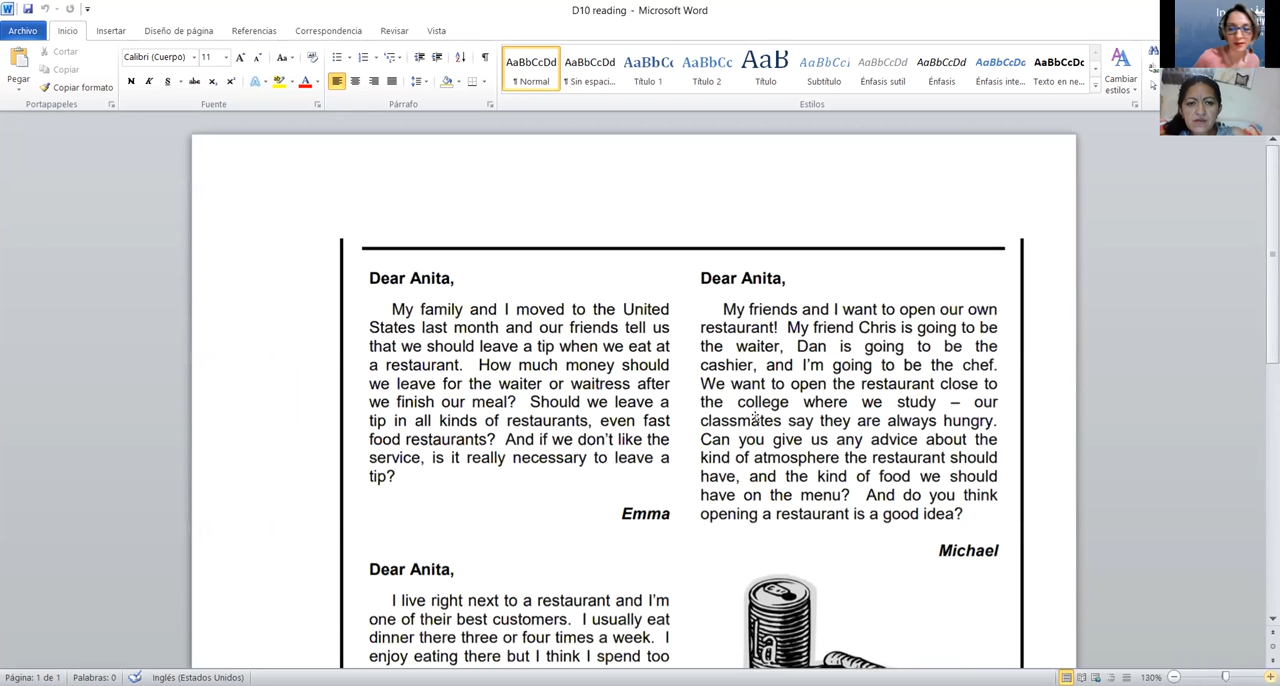 D10 reading - Microsoft Word
Archivo Inicio Insertar Diseño de página Referencias Correspondencia Revisar Vista
Pegar
Cortar
Copiar
Copiar formato
Calibri (Cuerpo) 11
AaBbCcDd AaBbCcDd AaBbCc AaBbCc AaB AaBbCcI AaBbCcDd AaBbCcDd AaBbCcDd AaBbCcDc
¶ Normal ¶ Sin espaci... Título 1 Título 2 Título Subtítulo Énfasis sutil Énfasis Énfasis inte... Texto en ne...
Cambiar
estilos
Portapapeles Fuente Párrafo Estilos
Dear Anita,
My family and I moved to the United
States last month and our friends tell us
that we should leave a tip when we eat at
a restaurant. How much money should
we leave for the waiter or waitress after
we finish our meal? Should we leave a
tip in all kinds of restaurants, even fast
food restaurants? And if we don't like the
service, is it really necessary to leave a
tip?
Emma
Dear Anita,
I live right next to a restaurant and I'm
one of their best customers. I usually eat
dinner there three or four times a week. I
enjoy eating there but I think I spend too
Dear Anita,
My friends and I want to open our own
restaurant! My friend Chris is going to be
the waiter, Dan is going to be the
cashier, and I'm going to be the chef.
We want to open the restaurant close to
the college where we study – our
classmates say they are always hungry.
Can you give us any advice about the
kind of atmosphere the restaurant should
have, and the kind of food we should
have on the menu? And do you think
opening a restaurant is a good idea?
Michael
Página: 1 de 1 Palabras: 0 Inglés (Estados Unidos) 130%